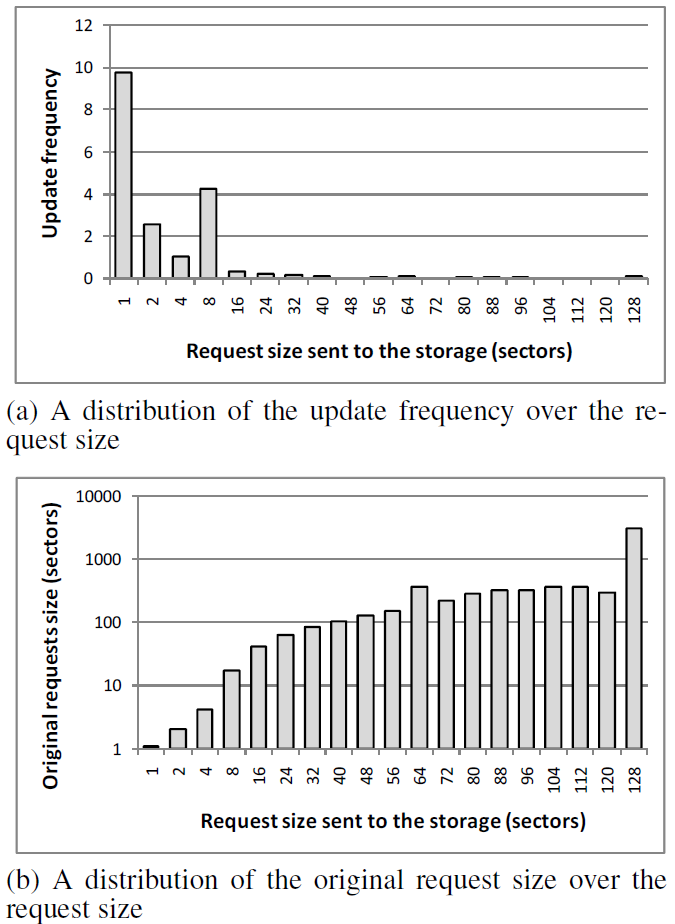 12
10
8
6
4
2
0
Update frequency
1 2 4 8 16 24 32 40 48 56 64 72 80 88 96 104 112 120 128
Request size sent to the storage (sectors)
(a) A distribution of the update frequency over the re-
quest size
10000
1000
100
10
1
Original requests size (sectors)
1 2 4 8 16 24 32 40 48 56 64 72 80 88 96 104 112 120 128
Request size sent to the storage (sectors)
(b) A distribution of the original request size over the
request size